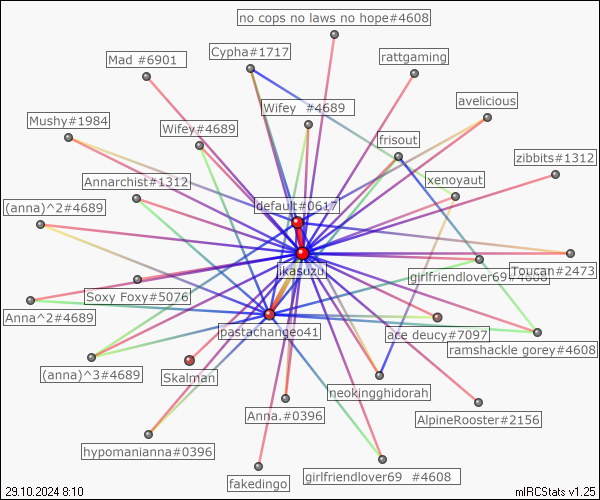 no cops no laws no hope#4608
Cypha#1717
rattgaming
Mad #6901
avelicious
Wifey  #4689
Mushy#1984
Wifey#4689
frisout
zibbits#1312
Annarchist#1312
xenoyaut
(anna)^2#4689
default#0617
jkasuzu
Toucan#2473
girlfriendlover69#4608
Soxy Foxy#5076
Anna^2#4689
pastachange41
ace deucy#7097
ramshackle gorey#4608
(anna)^3#4689
Skalman
neokingghidorah
Anna.#0396
AlpineRooster#2156
hypomanianna#0396
fakedingo
girlfriendlover69  #4608
29.10.2024 8:10
mIRCStats v1.25